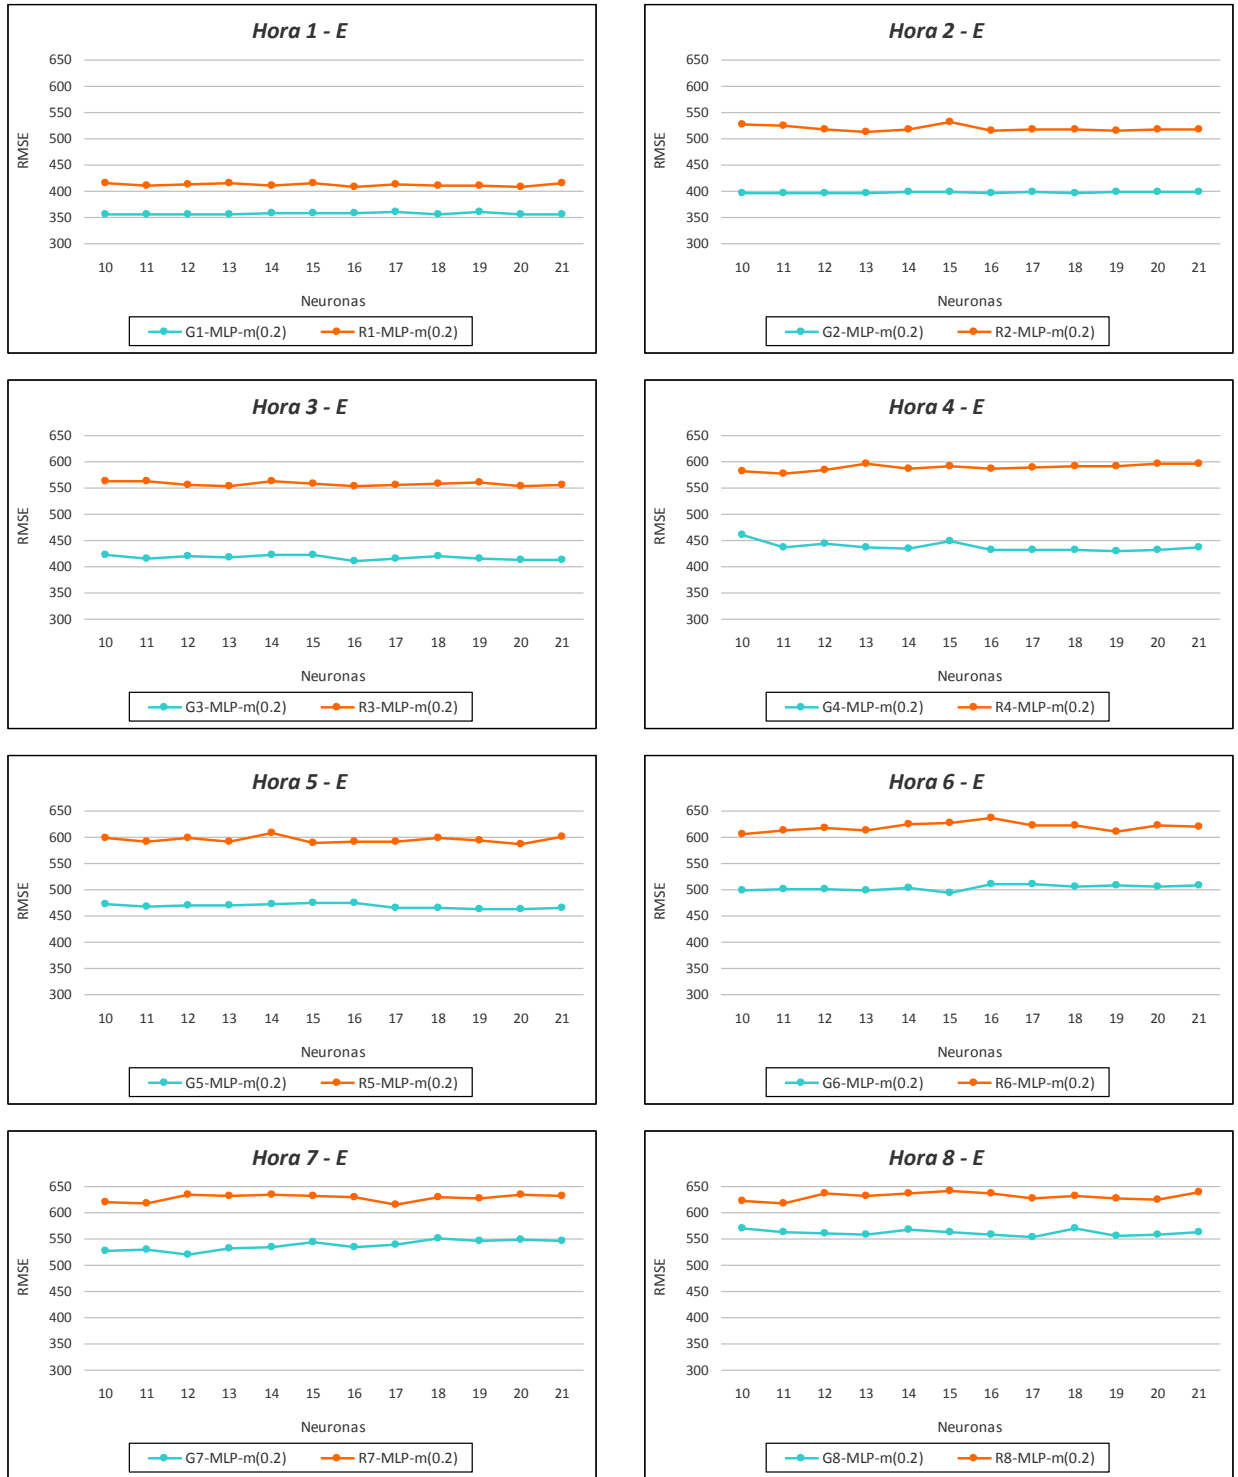 Hora 1 - E
650
600
550
500
450
400
350
300
RMSE
10 11 12 13 14 15 16 17 18 19 20 21
Neuronas
G1-MLP-m(0.2) R1-MLP-m(0.2)
Hora 2 - E
650
600
550
500
450
400
350
300
RMSE
10 11 12 13 14 15 16 17 18 19 20 21
Neuronas
G2-MLP-m(0.2) R2-MLP-m(0.2)
Hora 3 - E
650
600
550
500
450
400
350
300
RMSE
10 11 12 13 14 15 16 17 18 19 20 21
Neuronas
G3-MLP-m(0.2) R3-MLP-m(0.2)
Hora 4 - E
650
600
550
500
450
400
350
300
RMSE
10 11 12 13 14 15 16 17 18 19 20 21
Neuronas
G4-MLP-m(0.2) R4-MLP-m(0.2)
Hora 5 - E
650
600
550
500
450
400
350
300
RMSE
10 11 12 13 14 15 16 17 18 19 20 21
Neuronas
G5-MLP-m(0.2) R5-MLP-m(0.2)
Hora 6 - E
650
600
550
500
450
400
350
300
RMSE
10 11 12 13 14 15 16 17 18 19 20 21
Neuronas
G6-MLP-m(0.2) R6-MLP-m(0.2)
Hora 7 - E
650
600
550
500
450
400
350
300
RMSE
10 11 12 13 14 15 16 17 18 19 20 21
Neuronas
G7-MLP-m(0.2) R7-MLP-m(0.2)
Hora 8 - E
650
600
550
500
450
400
350
300
RMSE
10 11 12 13 14 15 16 17 18 19 20 21
Neuronas
G8-MLP-m(0.2) R8-MLP-m(0.2)